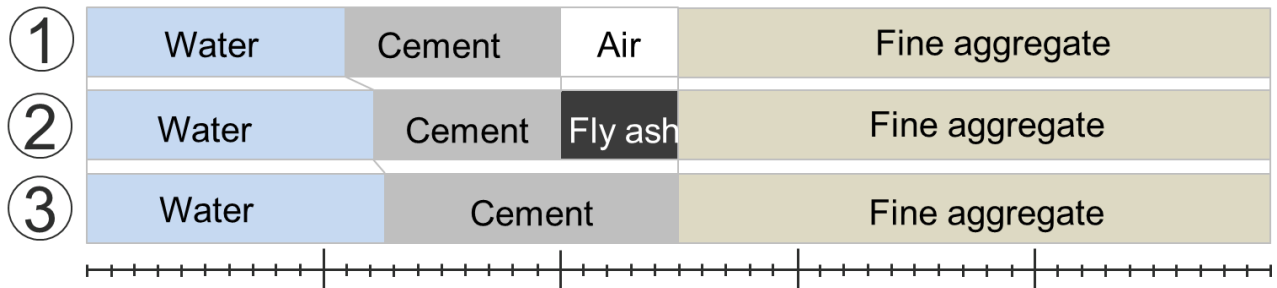 ① Water Cement Air Fine aggregate
② Water Cement Fly ash Fine aggregate
③ Water Cement Fine aggregate